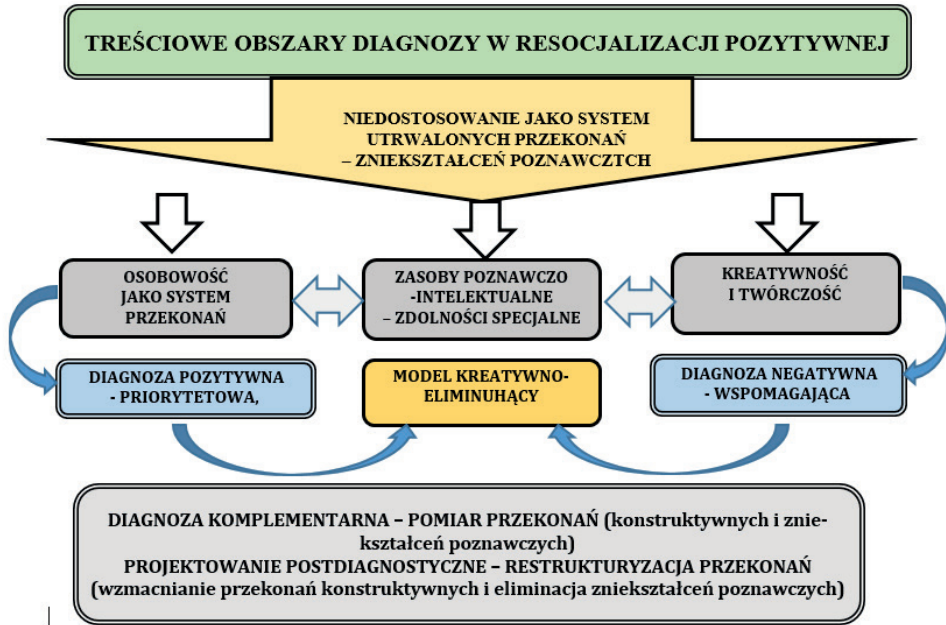 TREŚCIOWE OBSZARY DIAGNOZY W RESOCJALIZACJI POZYTYWNEJ
NIEDOSTOSOWANIE JAKO SYSTEM
UTRWALONYCH PRZEKONAŃ
– ZNIEKSZTAŁCEŃ POZNAWCZTCH
OSOBOWOŚĆ
JAKO SYSTEM
PRZEKONAŃ
ZASOBY POZNAWCZO
-INTELEKTUALNE
– ZDOLNOŚCI SPECJALNE
KREATYWNOŚĆ
I TWÓRCZOŚĆ
DIAGNOZA POZYTYWNA
- PRIORYTETOWA,
MODEL KREATYWNO-
ELIMINUHĄCY
DIAGNOZA NEGATYWNA
- WSPOMAGAJĄCA
DIAGNOZA KOMPLEMENTARNA – POMIAR PRZEKONAŃ (konstruktywnych i znie-
kształceń poznawczych)
PROJEKTOWANIE POSTDIAGNOSTYCZNE – RESTRUKTURYZACJA PRZEKONAŃ
(wzmacnianie przekonań konstruktywnych i eliminacja zniekształceń poznawczych)